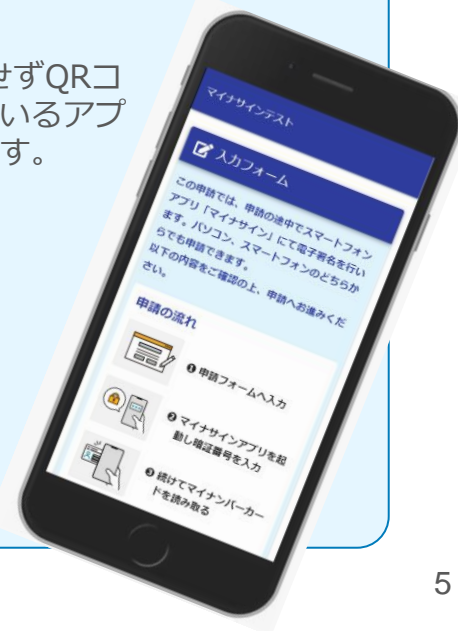 せずQRコ
いるアプ
す。
マイナサインテスト
入力フォーム
この申請では、申請の途中でスマートフォン
アプリ「マイナサイン」にて電子署名を行い
ます。パソコン、スマートフォンのどちらか
らでも申請できます。
以下の内容をご確認の上、申請へお進みくだ
さい。
申請の流れ
❶ 申請フォームへ入力
❷ マイナサインアプリを起
動し暗証番号を入力
❸ 続けてマイナンバーカー
ドを読み取る
5